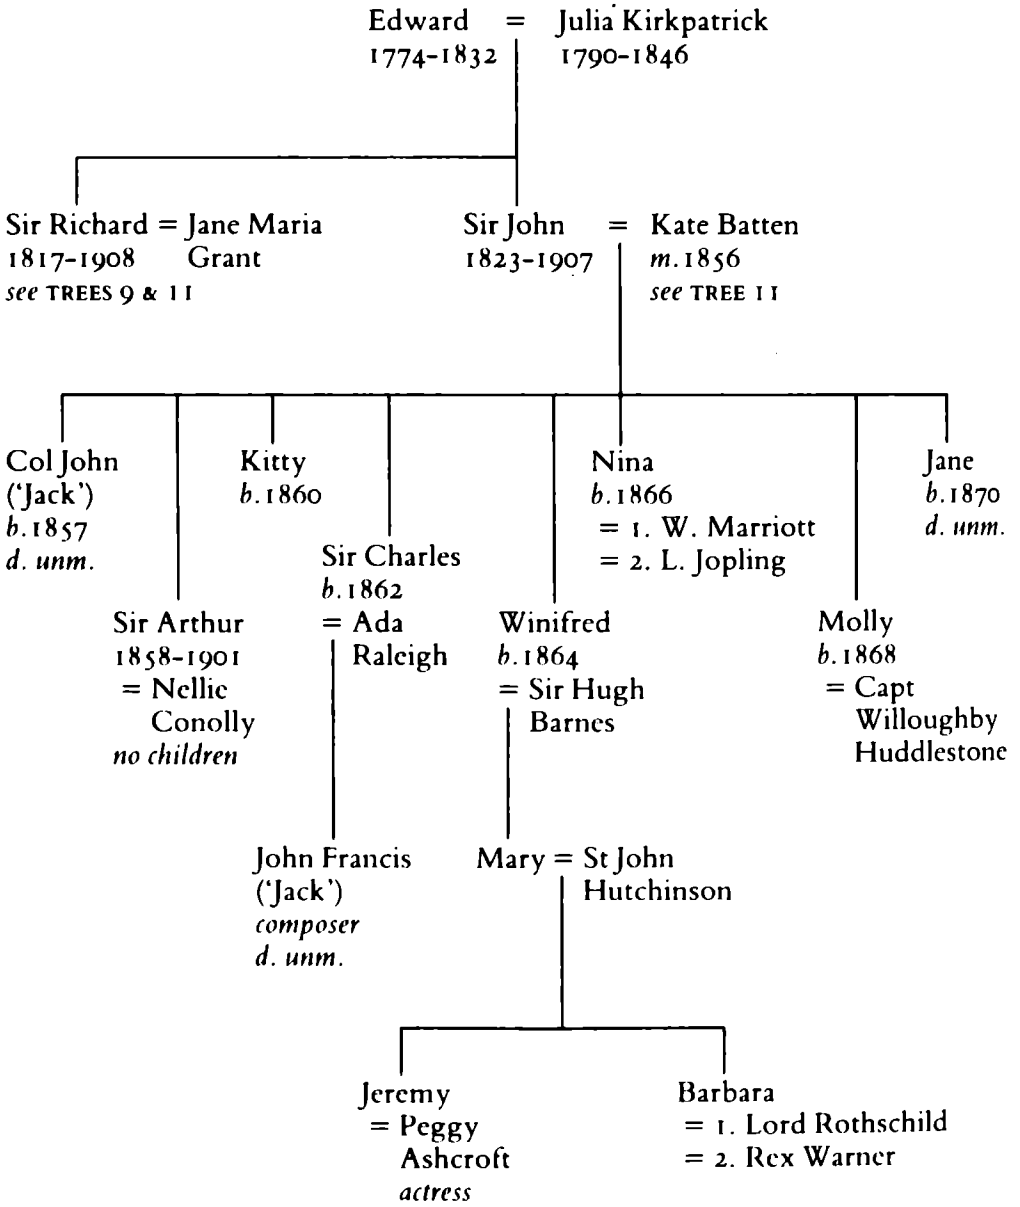 Edward = Julia Kirkpatrick
1774–1832 1790–1846
Sir Richard = Jane Maria
1817–1908 Grant
see TREES 9 & 11
Sir John = Kate Batten
1823–1907 m. 1856
see TREE 11
Col John
('Jack')
b. 1857
d. unm.
Sir Arthur
1858–1901
= Nellie
Conolly
no children
Kitty
b. 1860
Sir Charles
b. 1862
= Ada
Raleigh
Winifred
b. 1864
= Sir Hugh
Barnes
Nina
b. 1866
= 1. W. Marriott
= 2. L. Jopling
Molly
b. 1868
= Capt
Willoughby
Huddlestone
Jane
b. 1870
d. unm.
John Francis
('Jack')
composer
d. unm.
Mary = St John
Hutchinson
Jeremy
= Peggy
Ashcroft
actress
Barbara
= 1. Lord Rothschild
= 2. Rex Warner